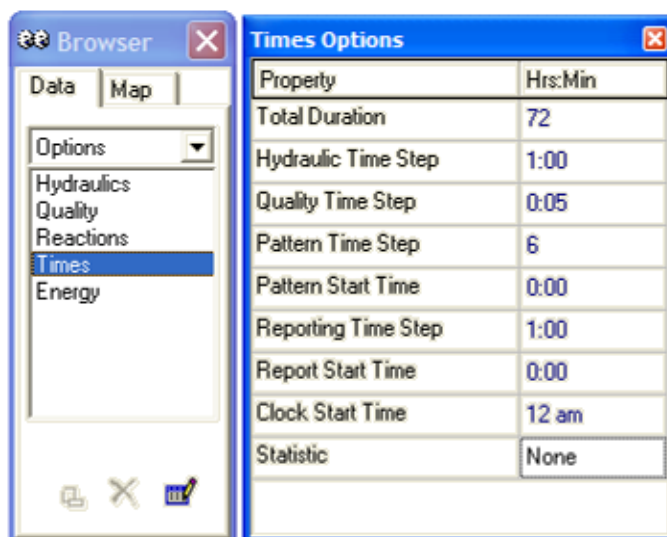 Browser
Data Map
Options
Hydraulics
Quality
Reactions
Times
Energy
Times Options
Property Hrs:Min
Total Duration 72
Hydraulic Time Step 1:00
Quality Time Step 0:05
Pattern Time Step 6
Pattern Start Time 0:00
Reporting Time Step 1:00
Report Start Time 0:00
Clock Start Time 12 am
Statistic None